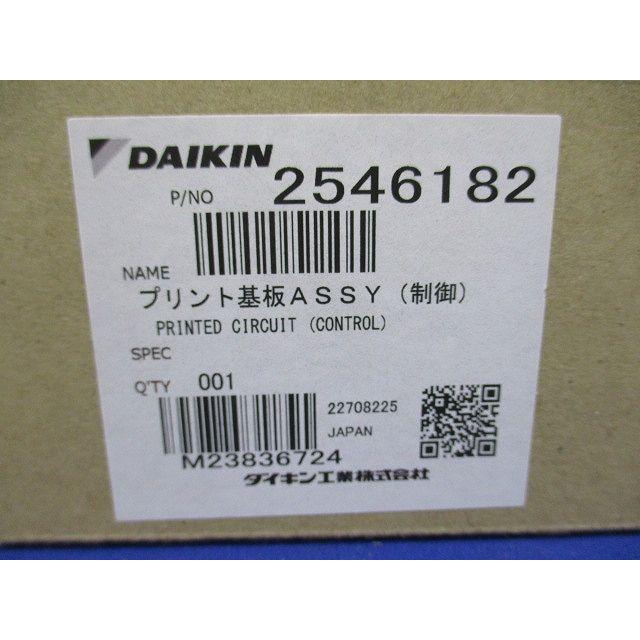 DAIKIN
P/NO 2546182
NAME
プリント基板ASSY（制御）
PRINTED CIRCUIT (CONTROL)
SPEC
Q'TY 001
22708225
JAPAN
M23836724
ダイキン工業株式会社